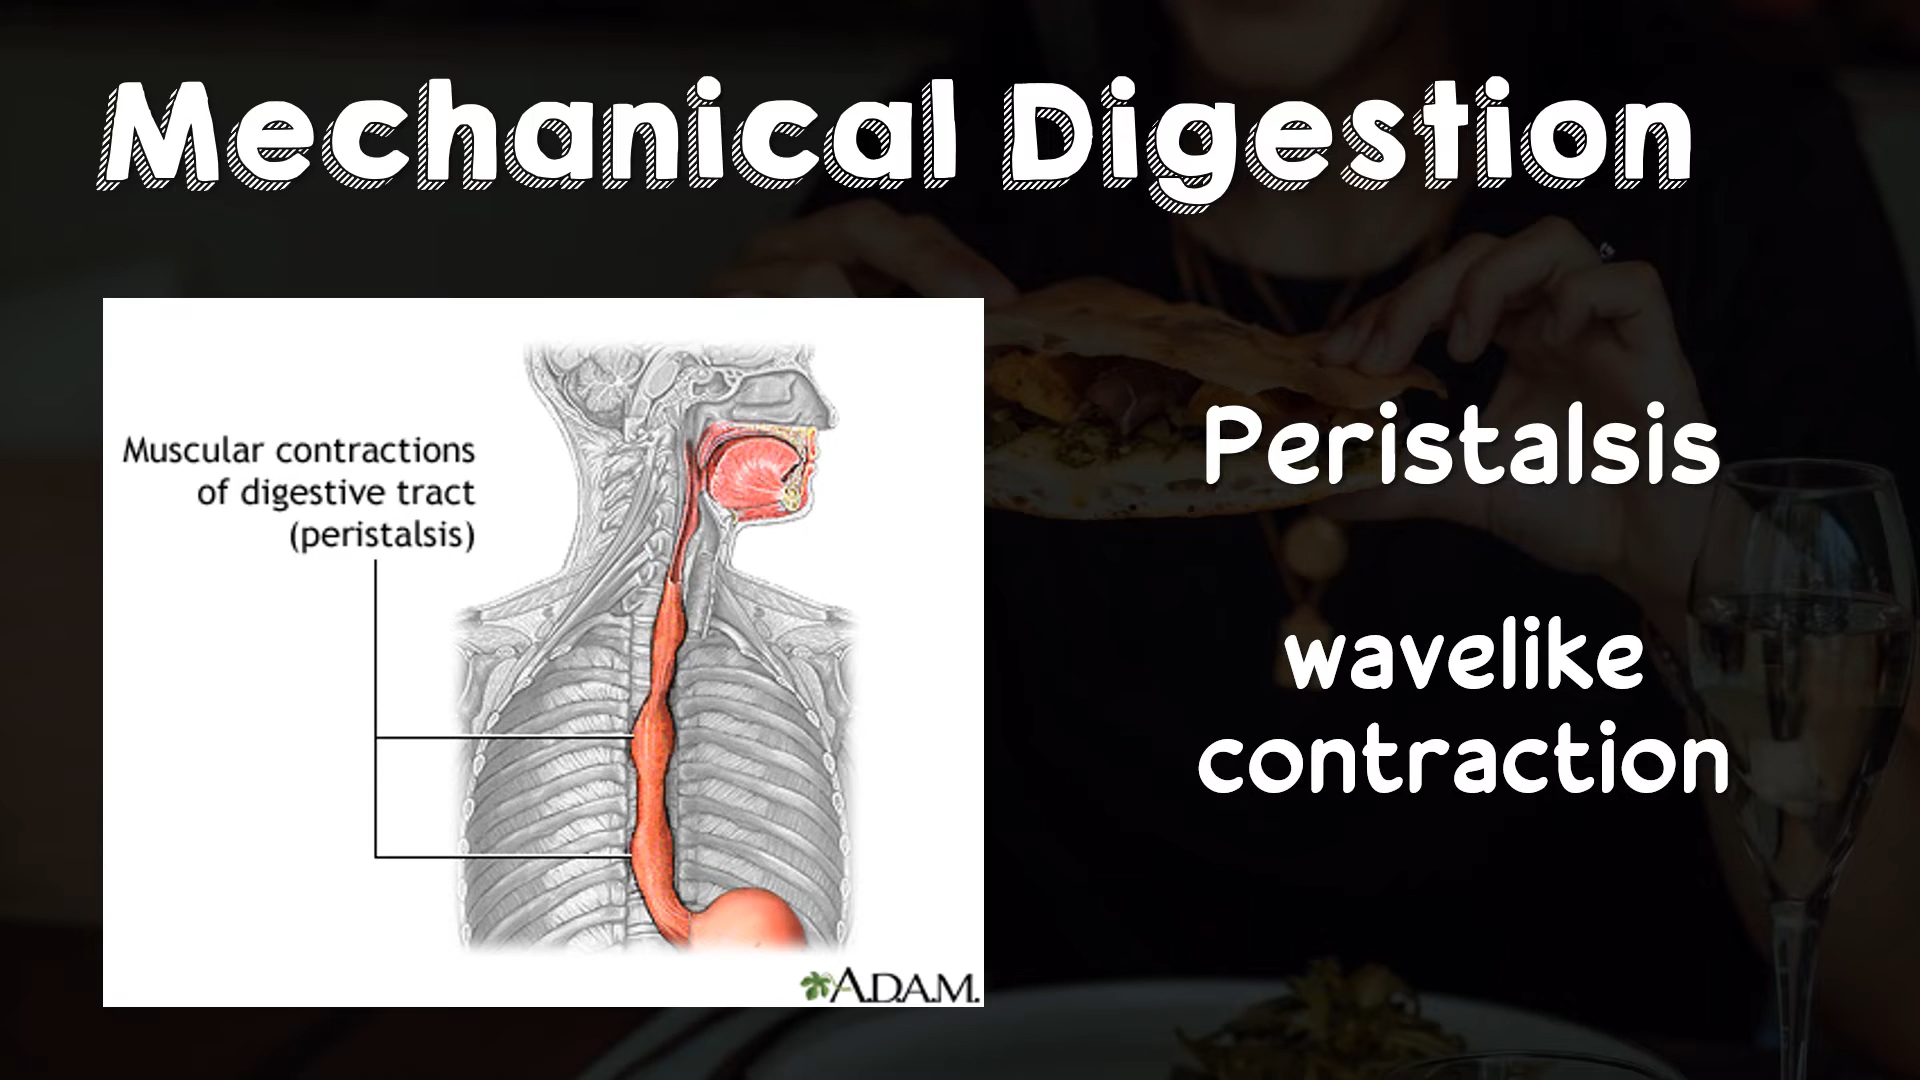 Mechanical Digestion
Muscular contractions
of digestive tract
(peristalsis)
A.D.A.M.
Peristalsis
wavelike
contraction